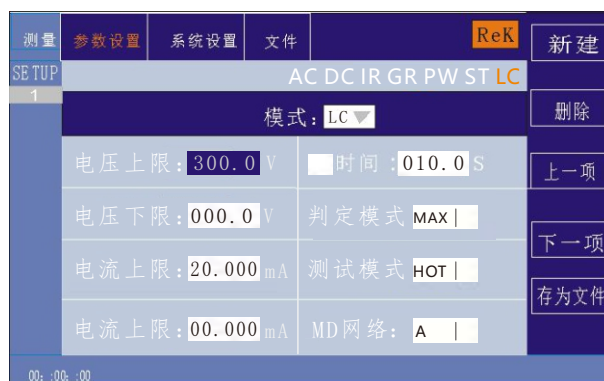 测量 参数设置 系统设置 文件 ReK 新建
SETUP AC DC IR GR PW ST LC
1
模式: LC
删除
电压上限: 300.0 V 时间: 010.0 S
上一项
电压下限: 000.0 V 判定模式 MAX
下一项
电流上限: 20.000 mA 测试模式 HOT
存为文件
电流上限: 00.000 mA MD网络: A
00: :00: :00